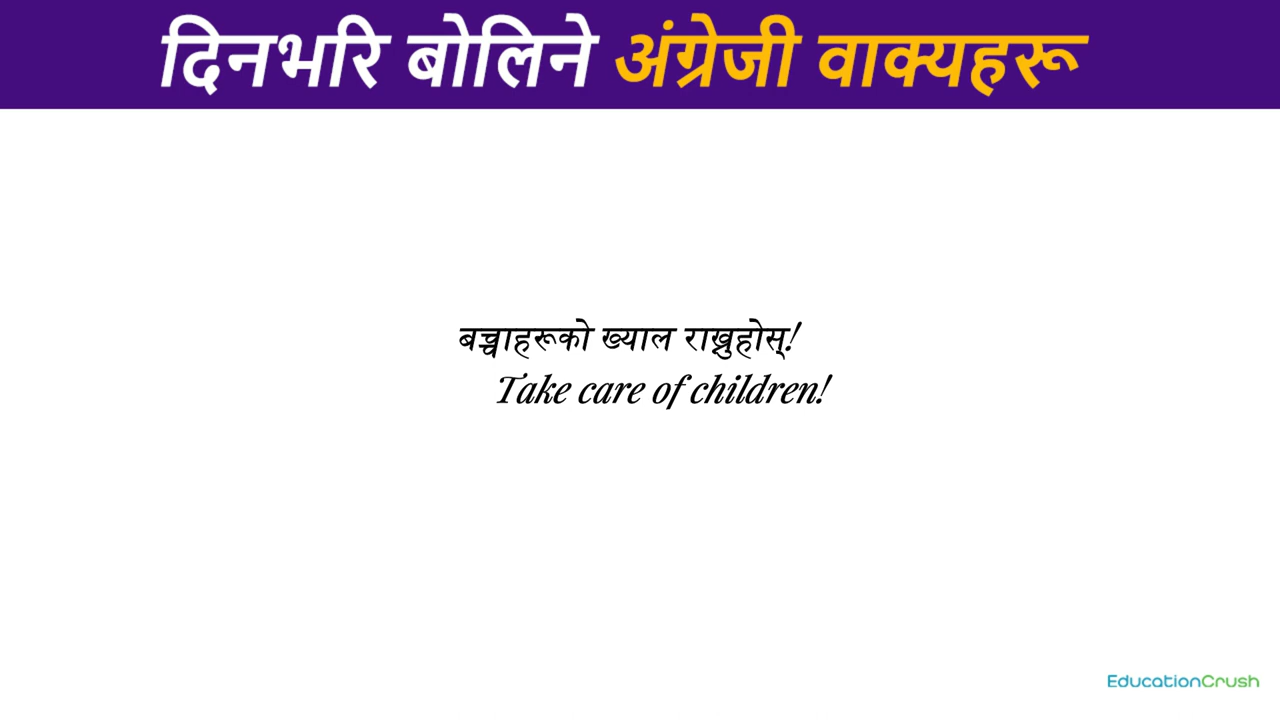 दिनभरि बोलिने अंग्रेजी वाक्यहरू
बच्चाहरूको ख्याल राख्नुहोस्!
Take care of children!
EducationCrush